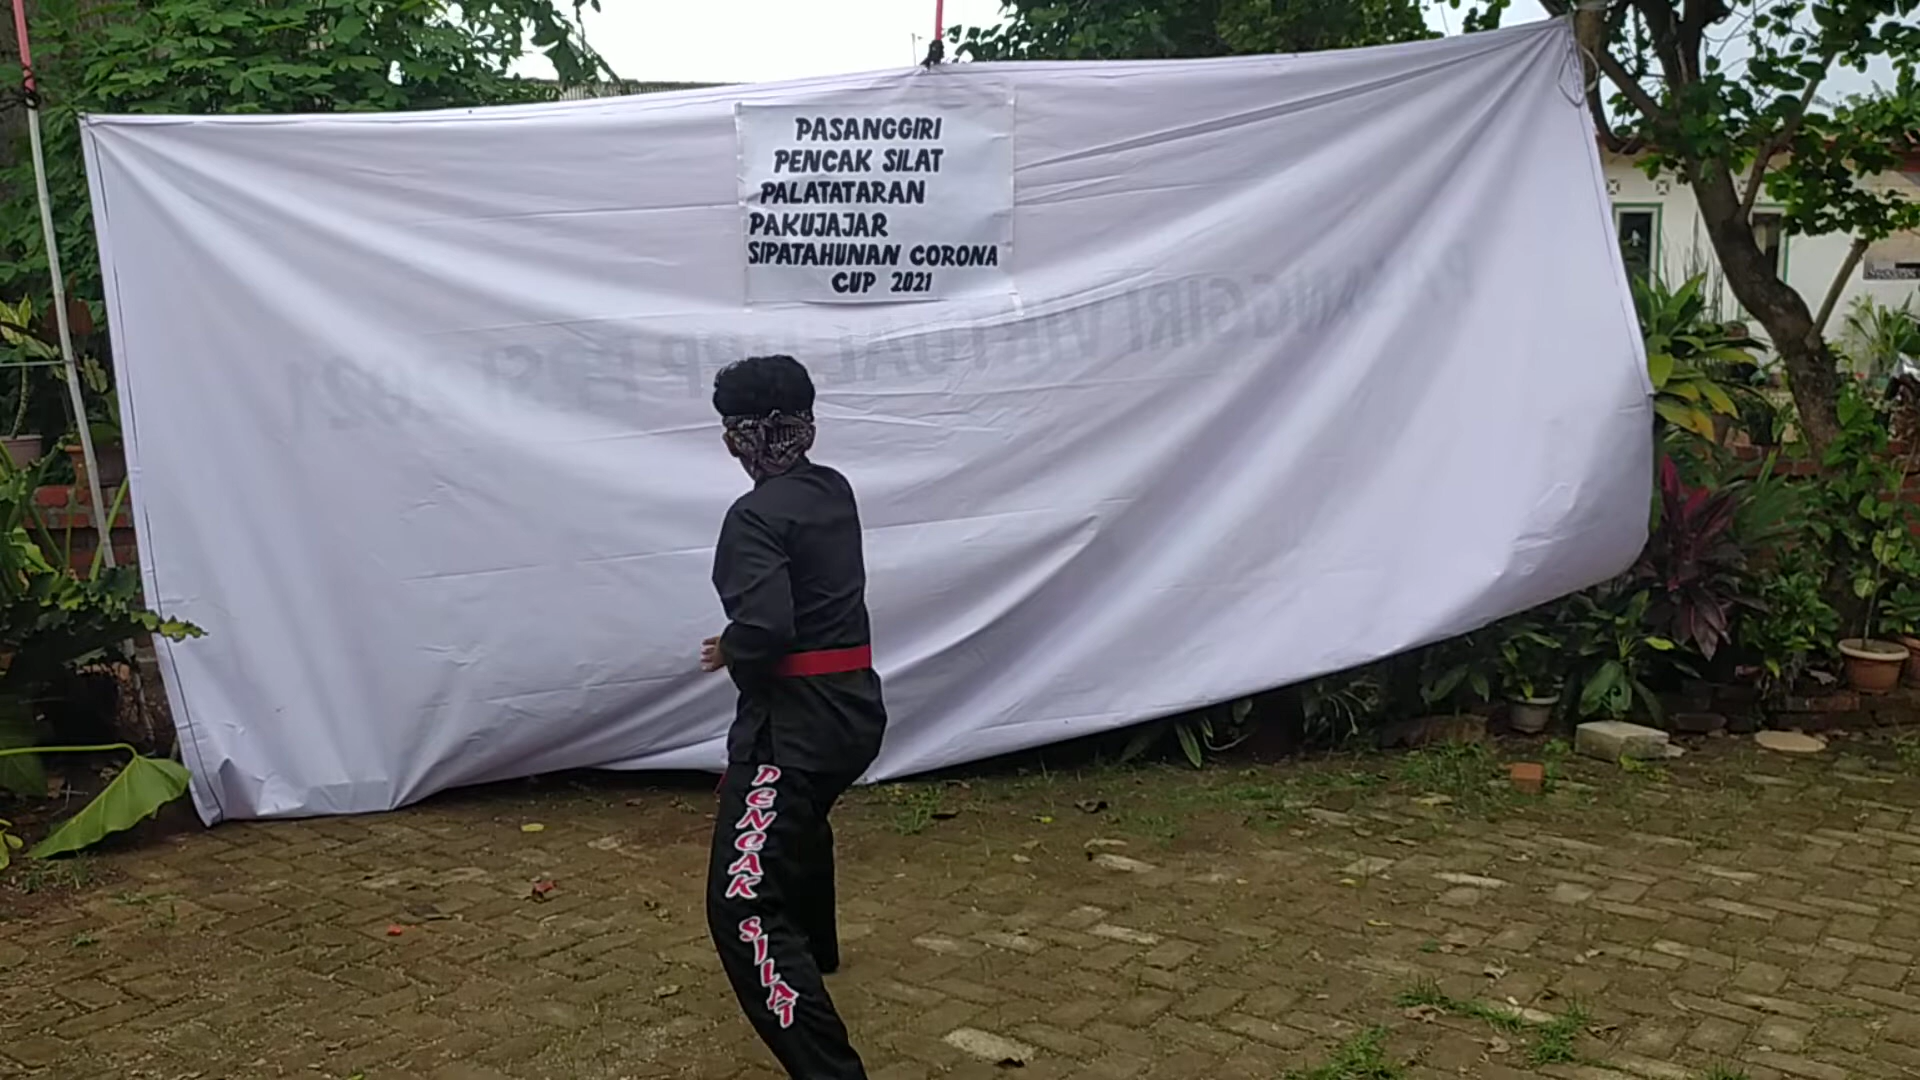 PASANGGIRI
PENCAK SILAT
PALATATARAN
PAKUJAJAR
SIPATAHUNAN CORONA
CUP 2021
PENCAK SILAT